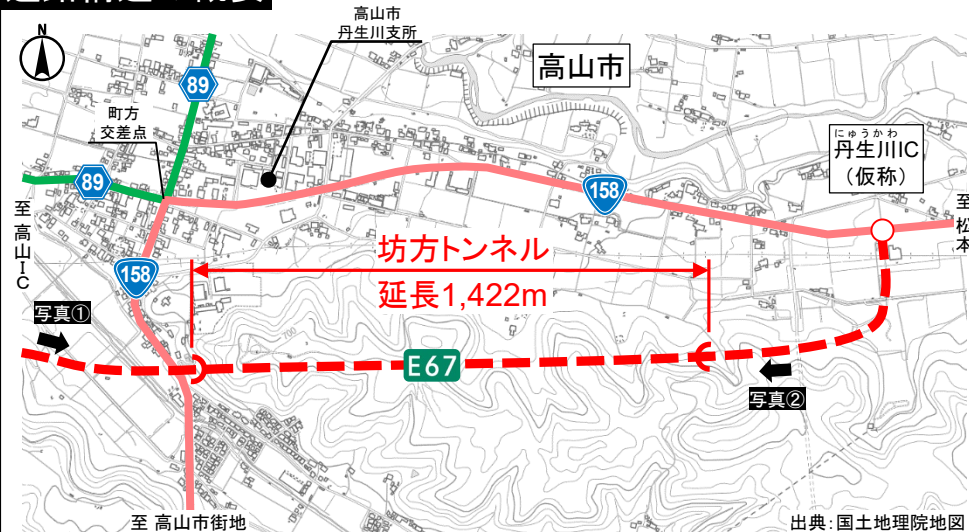 N
高山市
丹生川支所
高山市
89
町方
交差点
にゅうかわ
丹生川IC
（仮称）
89
158
至
高
山
I
C
至
松
本
坊方トンネル
延長1,422m
158
写真①
700
E67
写真②
至 高山市街地
出典：国土地理院地図